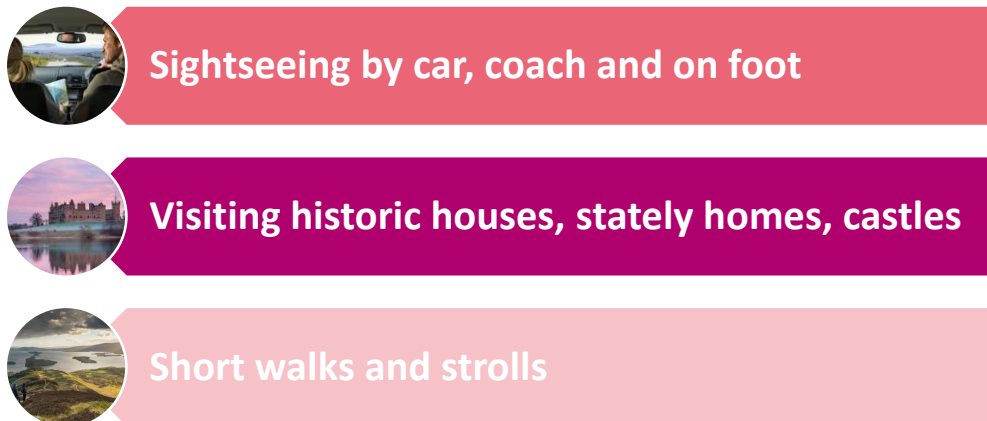 Sightseeing by car, coach and on foot
Visiting historic houses, stately homes, castles
Short walks and strolls